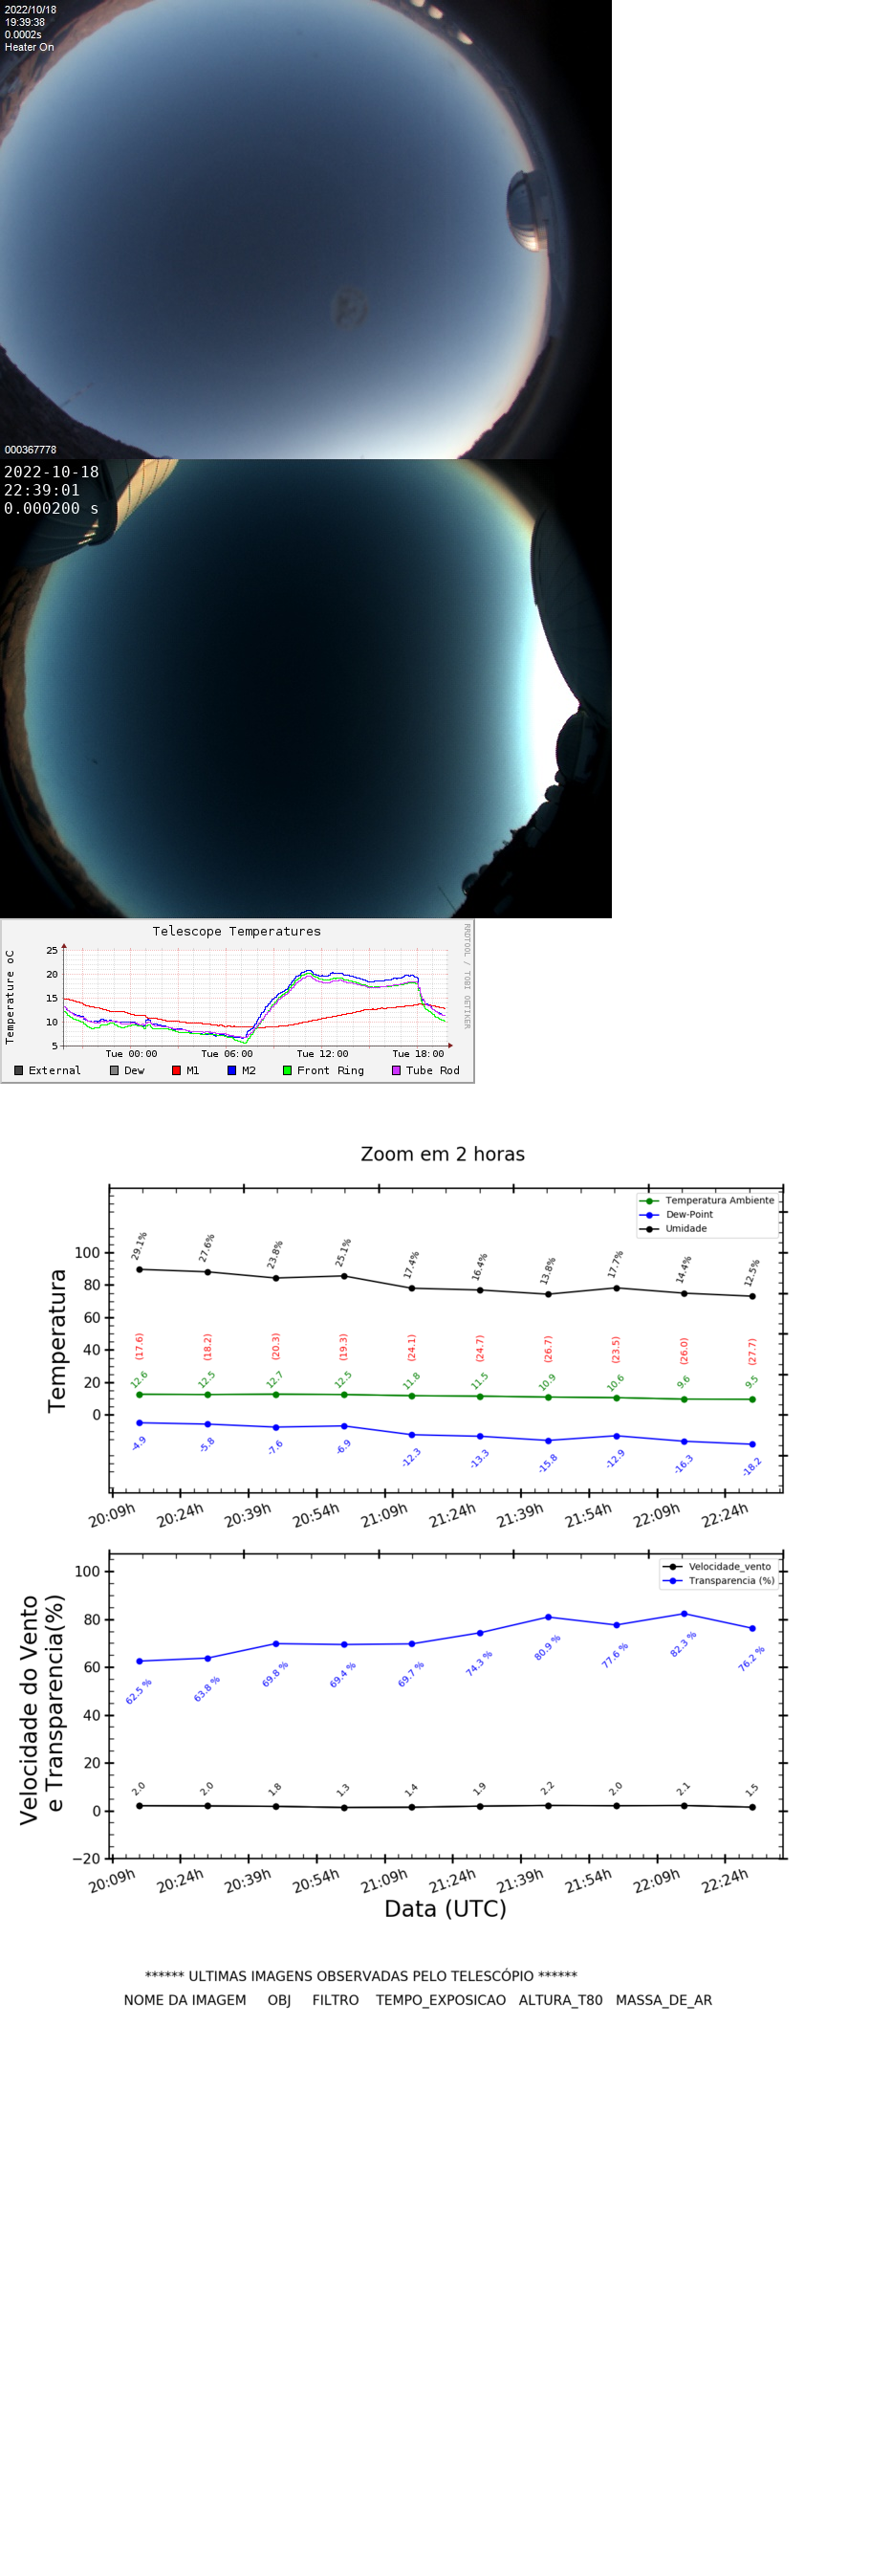 2022/10/18
19:39:38
0.0002s
Heater On
000367778
2022-10-18
22:39:01
0.000200 s
Telescope Temperatures
RRDTOOL / TOBI OETIKER
Temperature oC
25
20
15
10
5
Tue 00:00 Tue 06:00 Tue 12:00 Tue 18:00
External Dew M1 M2 Front Ring Tube Rod
Zoom em 2 horas
Temperatura Ambiente
Dew-Point
Umidade
Temperatura
100
80
60
40
20
0
29.1% 27.6% 23.8% 25.1% 17.4% 16.4% 13.8% 17.7% 14.4% 12.5%
(17.6) (18.2) (20.3) (19.3) (24.1) (24.7) (26.7) (23.5) (26.0) (27.7)
12.6 12.5 12.7 12.5 11.8 11.5 10.9 10.6 9.6 9.5
-4.9 -5.8 -7.6 -6.9 -12.3 -13.3 -15.8 -12.9 -16.3 -18.2
20:09h 20:24h 20:39h 20:54h 21:09h 21:24h 21:39h 21:54h 22:09h 22:24h
Velocidade_vento
Transparencia (%)
Velocidade do Vento
e Transparencia(%)
100
80
60
40
20
0
−20
62.5 % 63.8 % 69.8 % 69.4 % 69.7 % 74.3 % 80.9 % 77.6 % 82.3 % 76.2 %
2.0 2.0 1.8 1.3 1.4 1.9 2.2 2.0 2.1 1.5
20:09h 20:24h 20:39h 20:54h 21:09h 21:24h 21:39h 21:54h 22:09h 22:24h
Data (UTC)
****** ULTIMAS IMAGENS OBSERVADAS PELO TELESCÓPIO ******
NOME DA IMAGEM OBJ FILTRO TEMPO_EXPOSICAO ALTURA_T80 MASSA_DE_AR